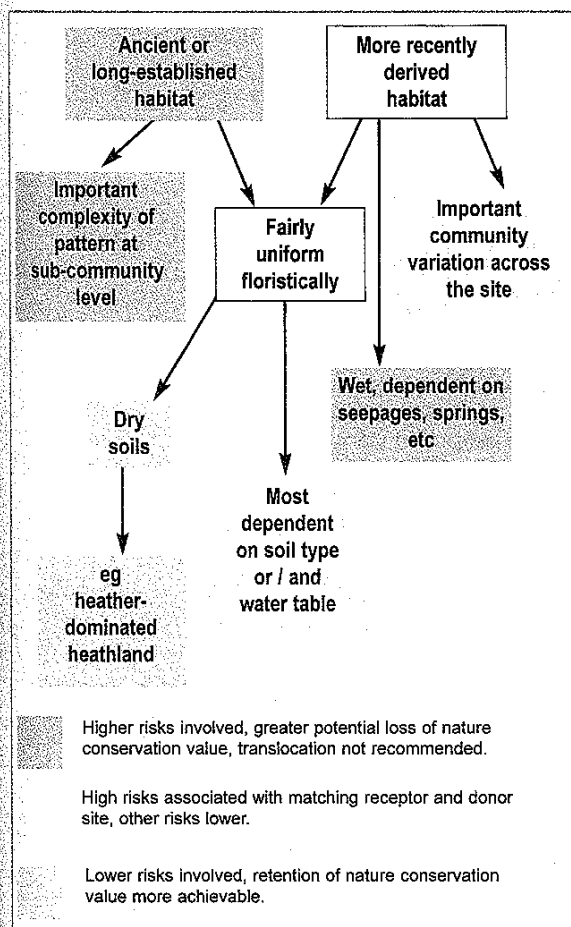 Ancient or
long-established
habitat
More recently
derived
habitat
Important
complexity of
pattern at
sub-community
level
Fairly
uniform
floristically
Important
community
variation across
the site
Wet, dependent on
seepages, springs,
etc
Dry
soils
Most
dependent
on soil type
or / and
water table
eg
heather-
dominated
heathland
Higher risks involved, greater potential loss of nature
conservation value, translocation not recommended.
High risks associated with matching receptor and donor
site, other risks lower.
Lower risks involved, retention of nature conservation
value more achievable.